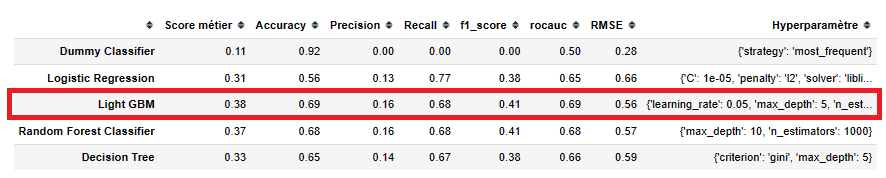 Score métier Accuracy Precision Recall f1_score rocauc RMSE Hyperparamètre
Dummy Classifier 0.11 0.92 0.00 0.00 0.00 0.50 0.28 {'strategy': 'most_frequent'}
Logistic Regression 0.31 0.56 0.13 0.77 0.38 0.65 0.66 {'C': 1e-05, 'penalty': 'l2', 'solver': 'libli...
Light GBM 0.38 0.69 0.16 0.68 0.41 0.69 0.56 {'learning_rate': 0.05, 'max_depth': 5, 'n_est...
Random Forest Classifier 0.37 0.68 0.16 0.68 0.41 0.68 0.57 {'max_depth': 10, 'n_estimators': 1000}
Decision Tree 0.33 0.65 0.14 0.67 0.38 0.66 0.59 {'criterion': 'gini', 'max_depth': 5}